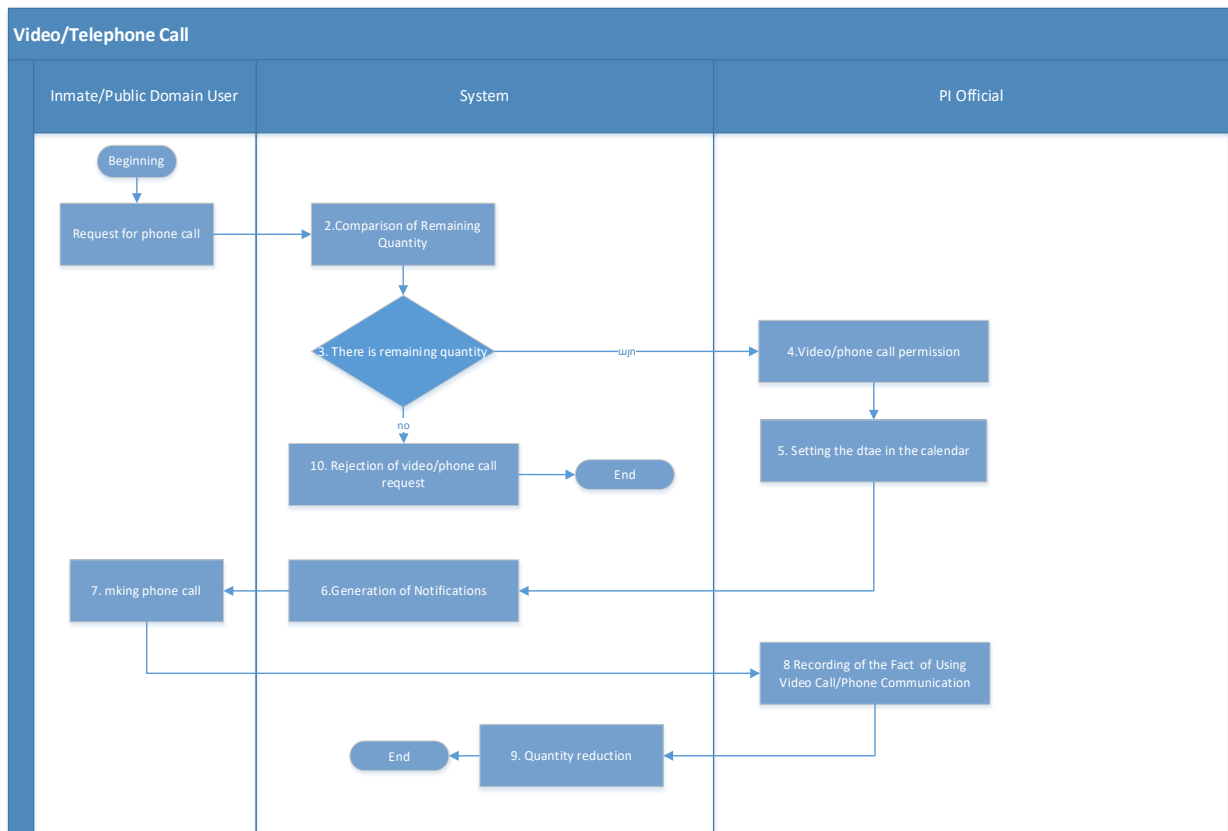 Video/Telephone Call
Inmate/Public Domain User
System
PI Official
Beginning
Request for phone call
2.Comparison of Remaining
Quantity
3. There is remaining quantity
այո
4.Video/phone call permission
no
5. Setting the dtae in the calendar
10. Rejection of video/phone call
request
End
7. mking phone call
6.Generation of Notifications
8 Recording of the Fact of Using
Video Call/Phone Communication
End
9. Quantity reduction